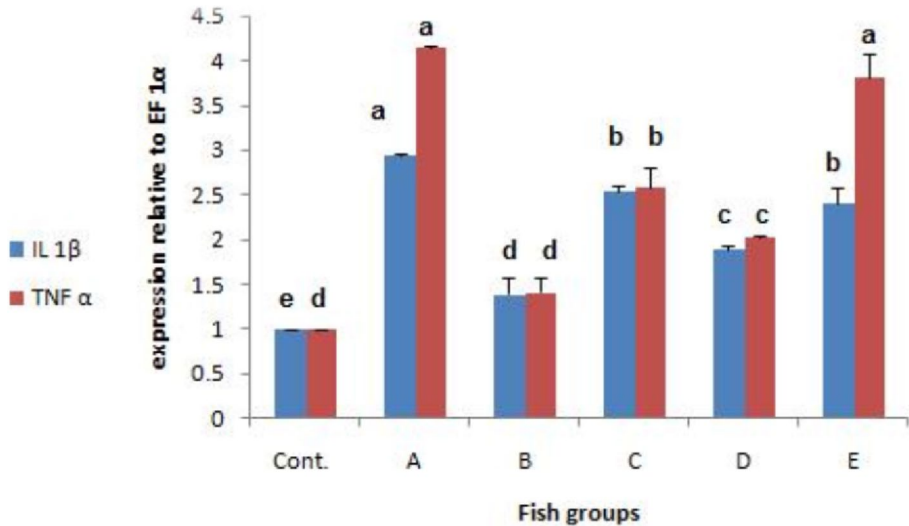 4.5
4
3.5
3
2.5
2
1.5
1
0.5
0
expression relative to EF 1α
IL 1β
TNF α
e d
a a
d d
b b
c c
b a
Cont. A B C D E
Fish groups